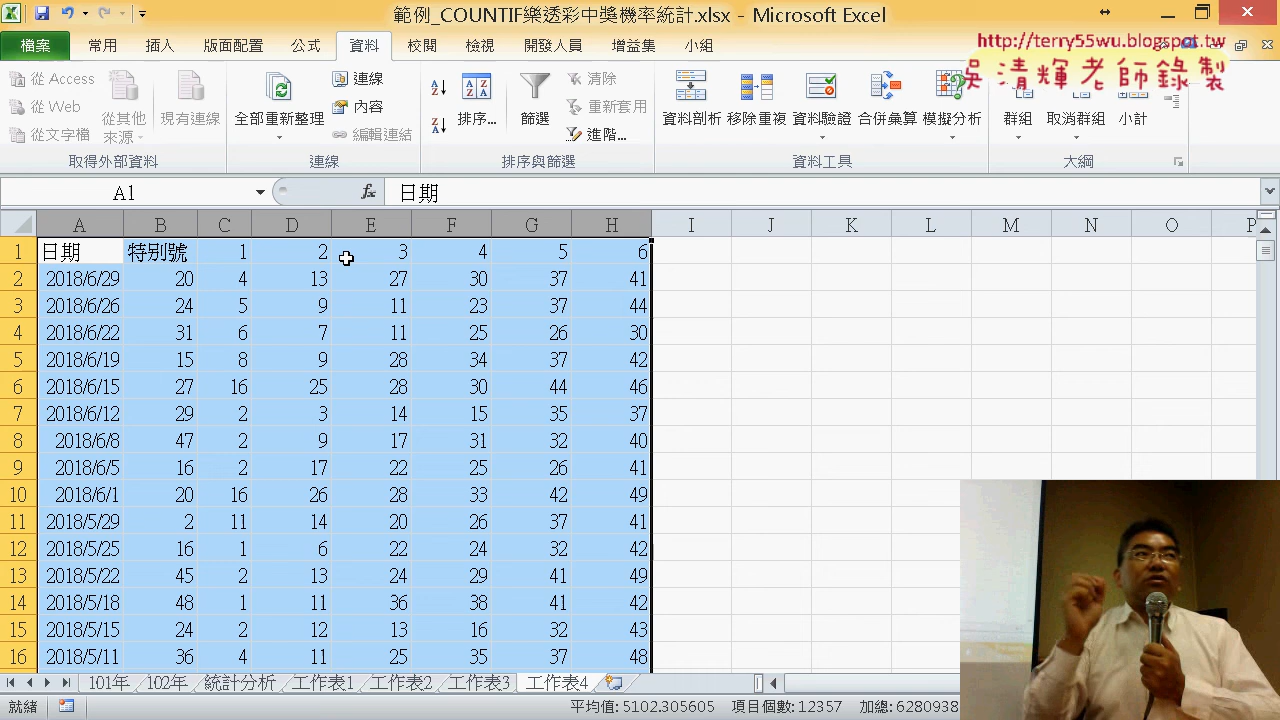 範例_COUNTIF樂透彩中獎機率統計.xlsx - Microsoft Excel
檔案 常用 插入 版面配置 公式 資料 校閱 檢視 開發人員 增益集 小組
http://terry55wu.blogspot.tw
吳清輝老師錄製
從 Access
從 Web
從文字檔
從其他來源
現有連線
取得外部資料
全部重新整理
連線
內容
編輯連結
連線
排序...
篩選
清除
重新套用
進階...
排序與篩選
資料剖析 移除重複 資料驗證 合併彙算 模擬分析
資料工具
群組 取消群組 小計
大綱
A1 fx 日期
A B C D E F G H I J K L M N O P
1 日期 特別號 1 2 3 4 5 6
2 2018/6/29 20 4 13 27 30 37 41
3 2018/6/26 24 5 9 11 23 37 44
4 2018/6/22 31 6 7 11 25 26 30
5 2018/6/19 15 8 9 28 34 37 42
6 2018/6/15 27 16 25 28 30 44 46
7 2018/6/12 29 2 3 14 15 35 37
8 2018/6/8 47 2 9 17 31 32 40
9 2018/6/5 16 2 17 22 25 26 41
10 2018/6/1 20 16 26 28 33 42 49
11 2018/5/29 2 11 14 20 26 37 41
12 2018/5/25 16 1 6 22 24 32 42
13 2018/5/22 45 2 13 24 29 41 49
14 2018/5/18 48 1 11 36 38 41 42
15 2018/5/15 24 2 12 13 16 32 43
16 2018/5/11 36 4 11 25 35 37 48
101年 102年 統計分析 工作表1 工作表2 工作表3 工作表4
就緒 平均值: 5102.305605 項目個數: 12357 加總: 6280938